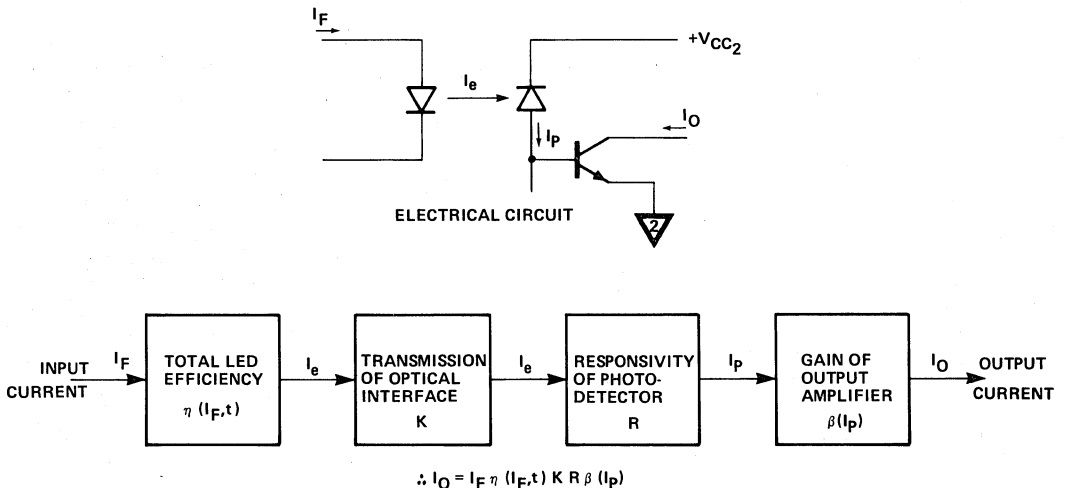 I_F
I_e
+V_CC2
I_P
I_O
ELECTRICAL CIRCUIT
2
INPUT
CURRENT
I_F
TOTAL LED
EFFICIENCY
η (I_F,t)
I_e
TRANSMISSION
OF OPTICAL
INTERFACE
K
I_e
RESPONSIVITY
OF PHOTO-
DETECTOR
R
I_P
GAIN OF
OUTPUT
AMPLIFIER
β(I_P)
I_O
OUTPUT
CURRENT
∴ I_O = I_F η (I_F,t) K R β (I_P)